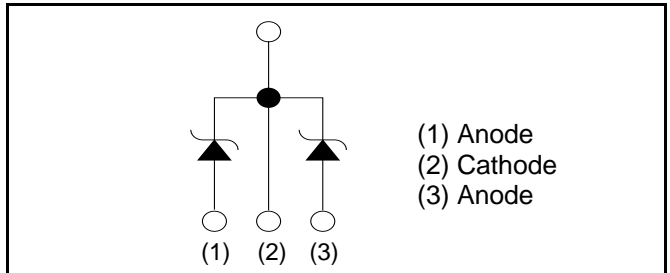 (1) Anode
(2) Cathode
(3) Anode
(1) (2) (3)